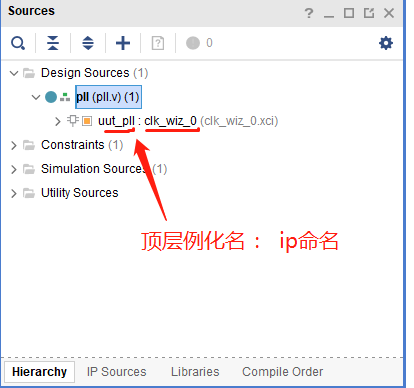 Sources
0
Design Sources (1)
pll (pll.v) (1)
uut_pll : clk_wiz_0 (clk_wiz_0.xci)
Constraints (1)
Simulation Sources (1)
Utility Sources
顶层例化名： ip命名
Hierarchy IP Sources Libraries Compile Order